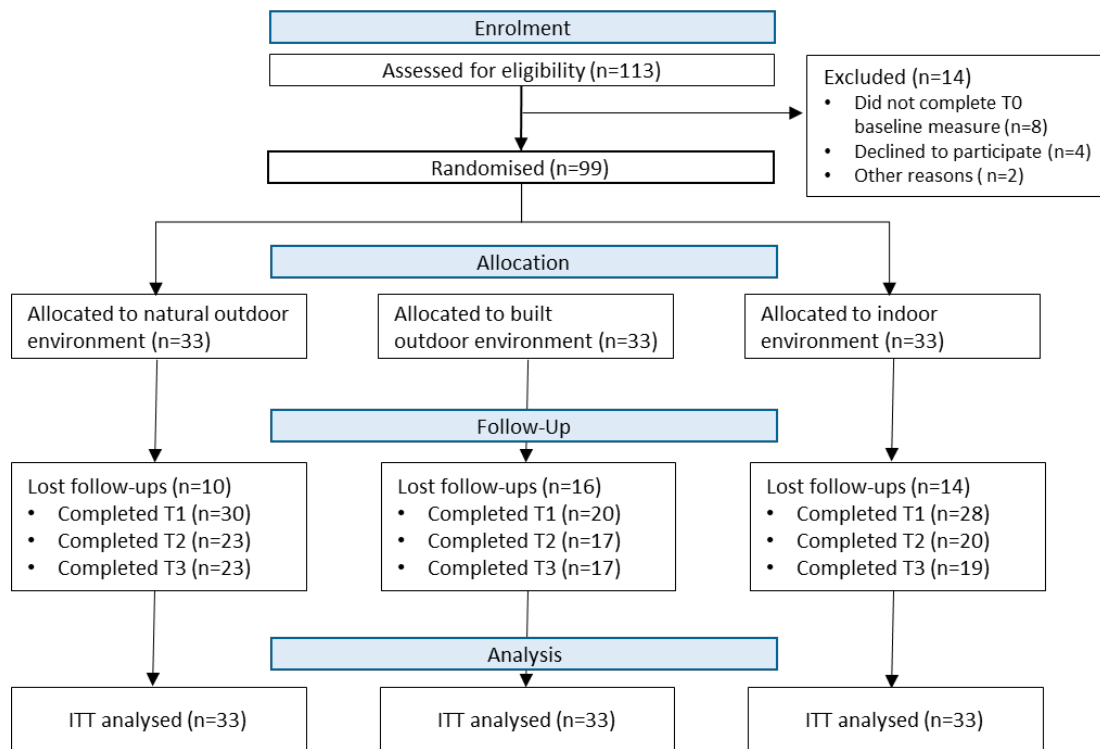 Enrolment
Assessed for eligibility (n=113)
Excluded (n=14)
• Did not complete T0
baseline measure (n=8)
• Declined to participate (n=4)
• Other reasons ( n=2)
Randomised (n=99)
Allocation
Allocated to natural outdoor
environment (n=33)
Allocated to built
outdoor environment (n=33)
Allocated to indoor
environment (n=33)
Follow-Up
Lost follow-ups (n=10)
• Completed T1 (n=30)
• Completed T2 (n=23)
• Completed T3 (n=23)
Lost follow-ups (n=16)
• Completed T1 (n=20)
• Completed T2 (n=17)
• Completed T3 (n=17)
Lost follow-ups (n=14)
• Completed T1 (n=28)
• Completed T2 (n=20)
• Completed T3 (n=19)
Analysis
ITT analysed (n=33)
ITT analysed (n=33)
ITT analysed (n=33)